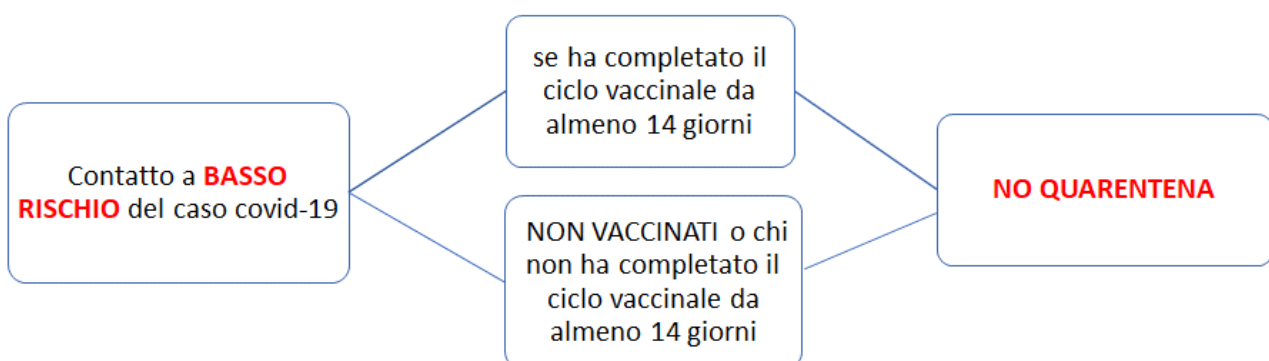 Contatto a BASSO
RISCHIO del caso covid-19
se ha completato il
ciclo vaccinale da
almeno 14 giorni
NON VACCINATI o chi
non ha completato il
ciclo vaccinale da
almeno 14 giorni
NO QUARENTENA